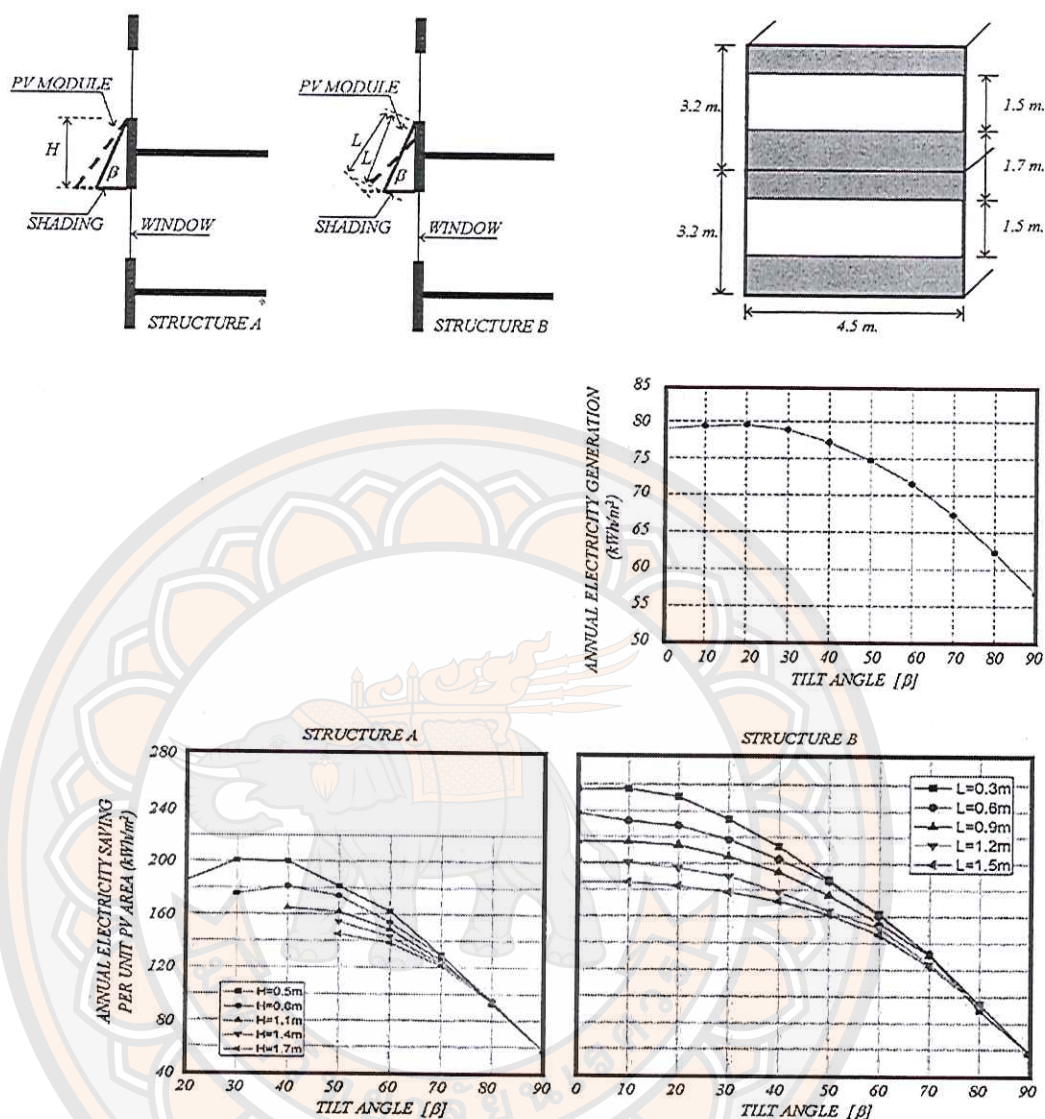 PV MODULE
H
β
SHADING
WINDOW
STRUCTURE A
PV MODULE
L
L
β
SHADING
WINDOW
STRUCTURE B
3.2 m.
3.2 m.
1.5 m.
1.7 m.
1.5 m.
4.5 m.
ANNUAL ELECTRICITY GENERATION
(kWh/m²)
85
80
75
70
65
60
55
50
0 10 20 30 40 50 60 70 80 90
TILT ANGLE [β]
STRUCTURE A
ANNUAL ELECTRICITY SAVING
PER UNIT PV AREA (kWh/m²)
280
240
200
160
120
80
40
H=0.5m
H=0.8m
H=1.1m
H=1.4m
H=1.7m
20 30 40 50 60 70 80 90
TILT ANGLE [β]
STRUCTURE B
L=0.3m
L=0.6m
L=0.9m
L=1.2m
L=1.5m
0 10 20 30 40 50 60 70 80 90
TILT ANGLE [β]